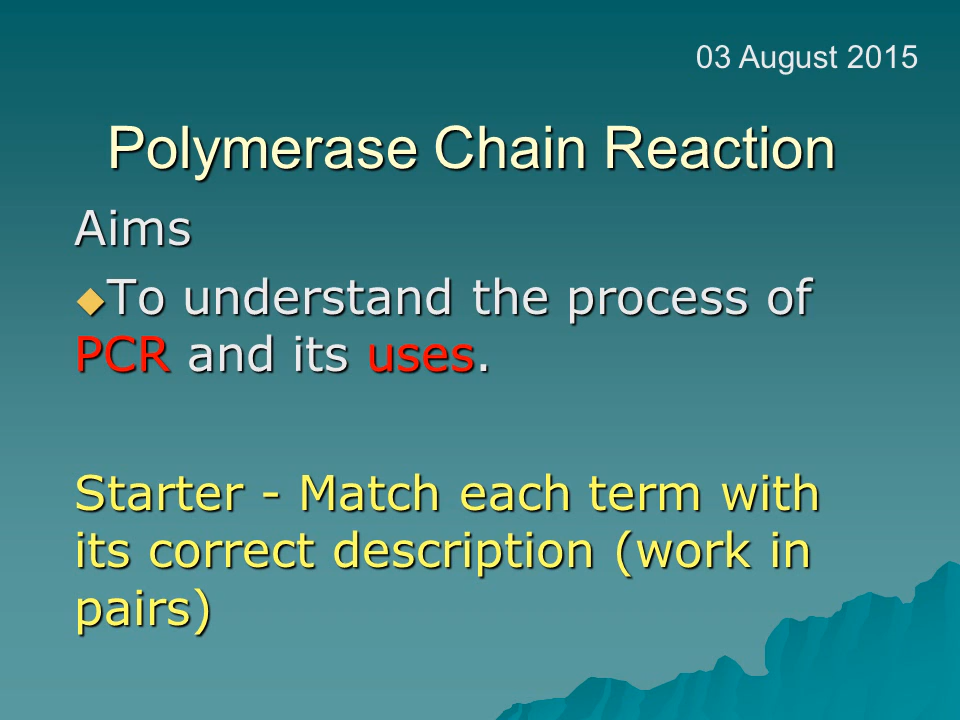 03 August 2015
Polymerase Chain Reaction
Aims
To understand the process of
PCR and its uses.
Starter - Match each term with
its correct description (work in
pairs)